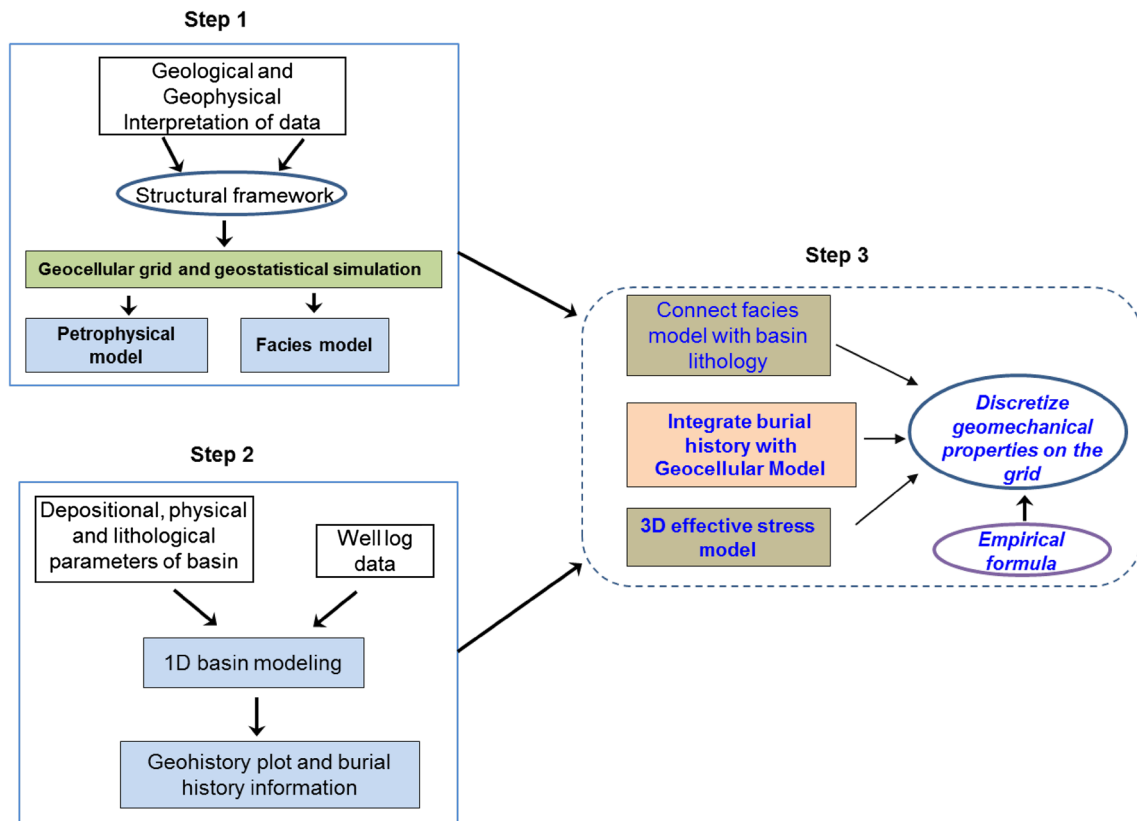 Step 1
Geological and
Geophysical
Interpretation of data
Structural framework
Geocellular grid and geostatistical simulation
Petrophysical
model
Facies model
Step 2
Depositional, physical
and lithological
parameters of basin
Well log
data
1D basin modeling
Geohistory plot and burial
history information
Step 3
Connect facies
model with basin
lithology
Integrate burial
history with
Geocellular Model
3D effective stress
model
Discretize
geomechanical
properties on the
grid
Empirical
formula